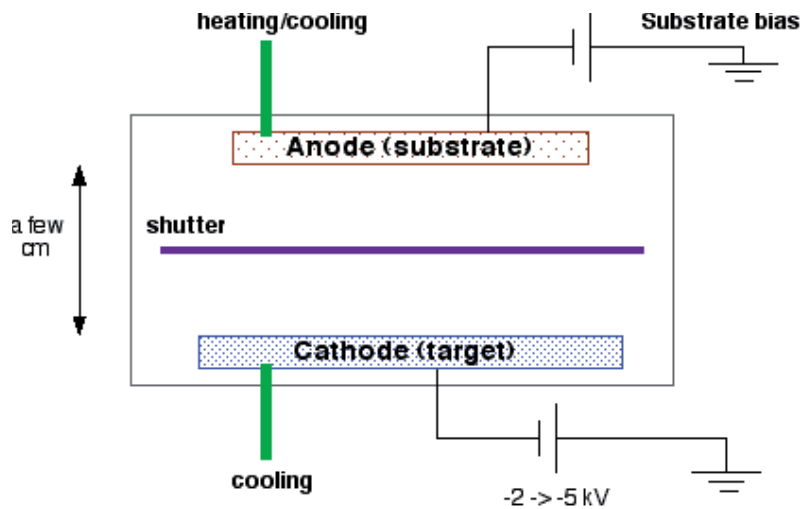 heating/cooling
Substrate bias
Anode (substrate)
shutter
a few
cm
Cathode (target)
cooling
-2 -> -5 kV